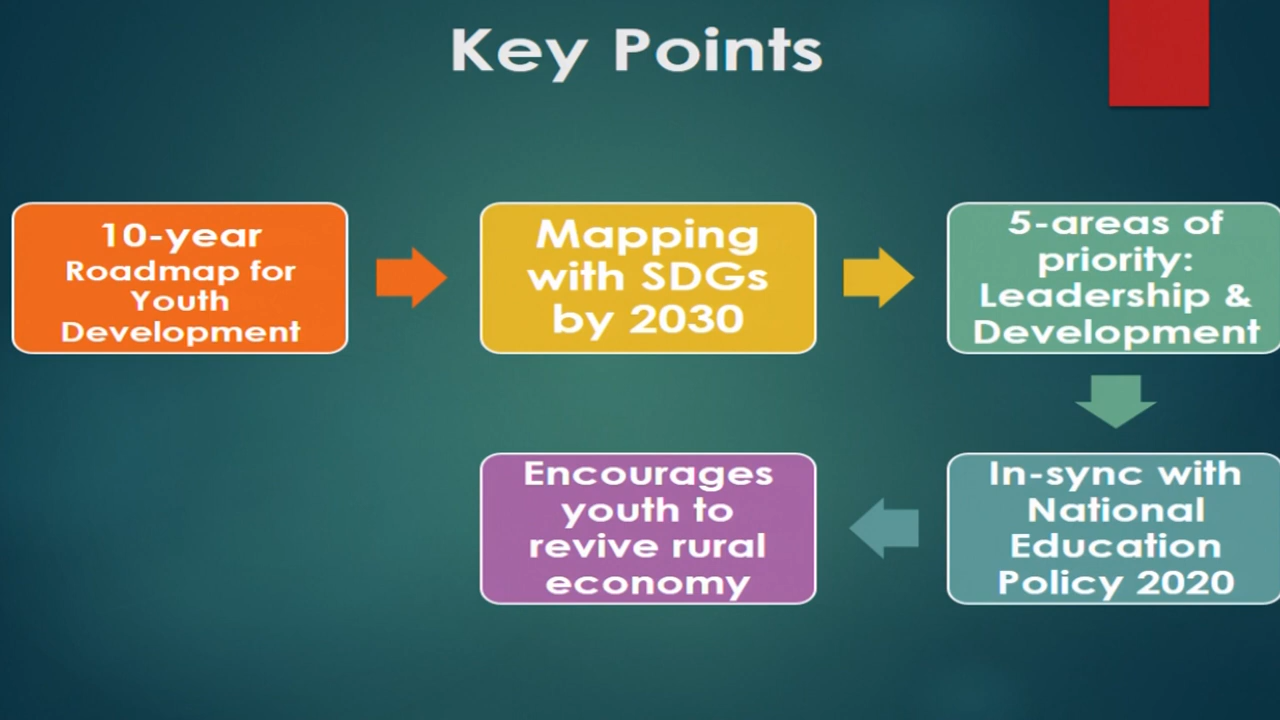 Key Points
10-year
Roadmap for
Youth
Development
Mapping
with SDGs
by 2030
5-areas of
priority:
Leadership &
Development
In-sync with
National
Education
Policy 2020
Encourages
youth to
revive rural
economy